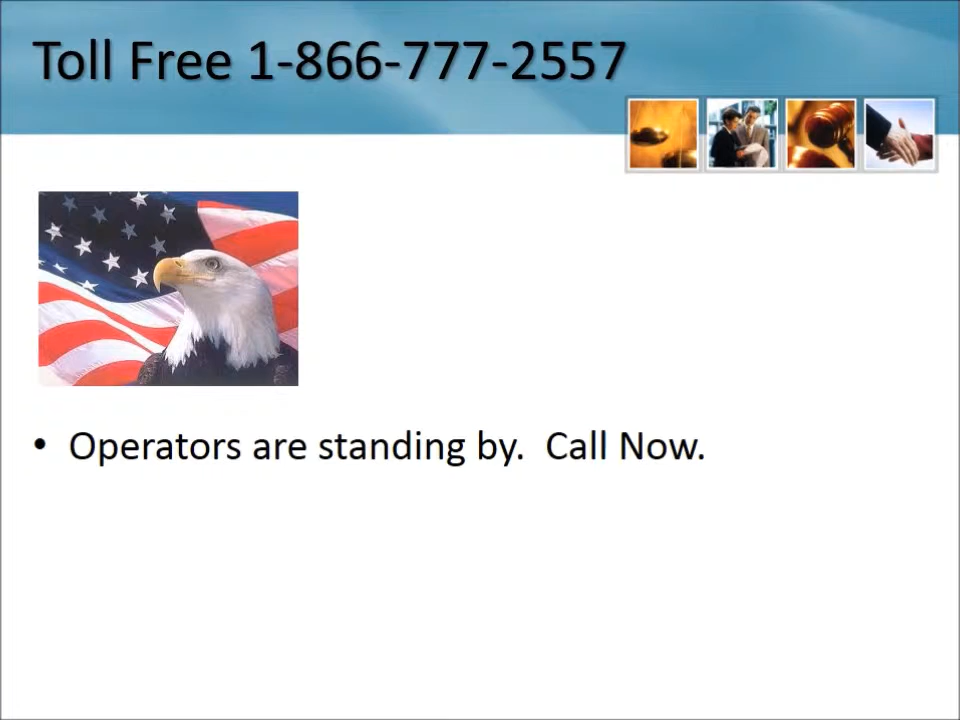 Toll Free 1-866-777-2557
• Operators are standing by.  Call Now.